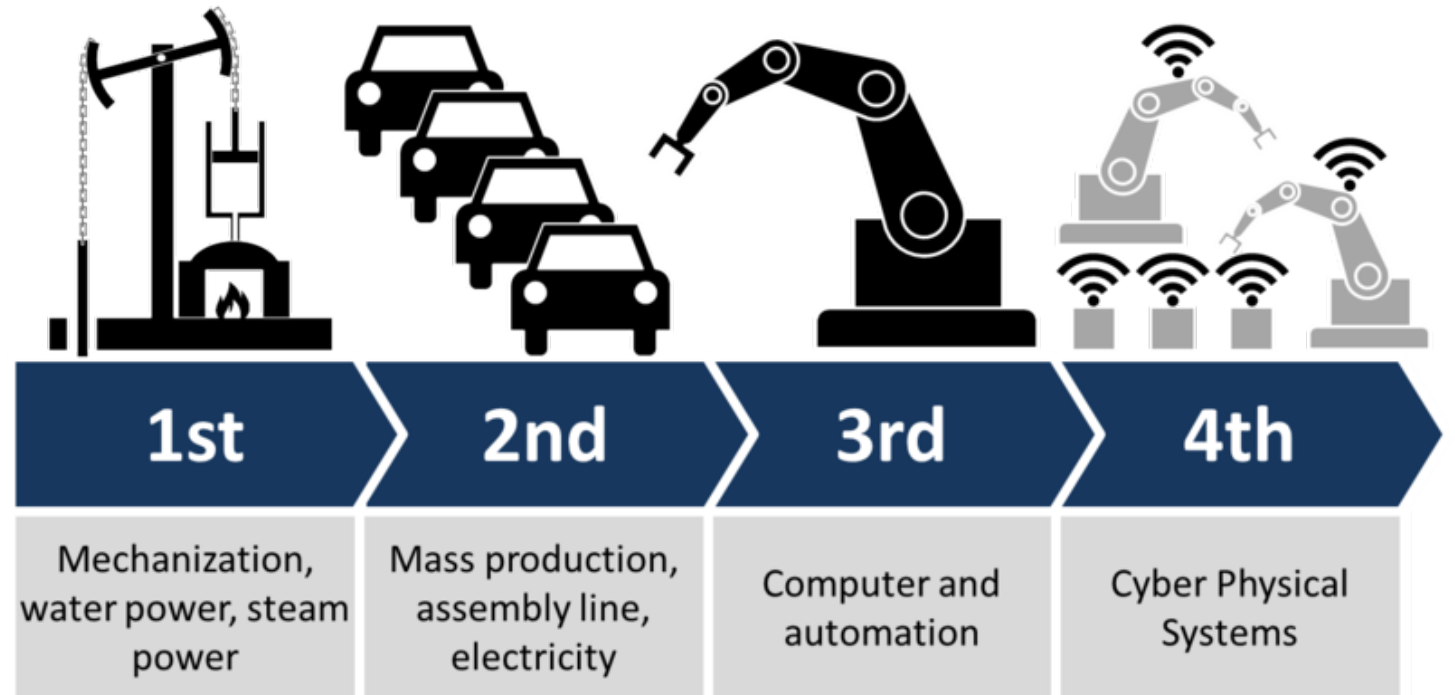 1st
2nd
3rd
4th
Mechanization,
water power, steam
power
Mass production,
assembly line,
electricity
Computer and
automation
Cyber Physical
Systems